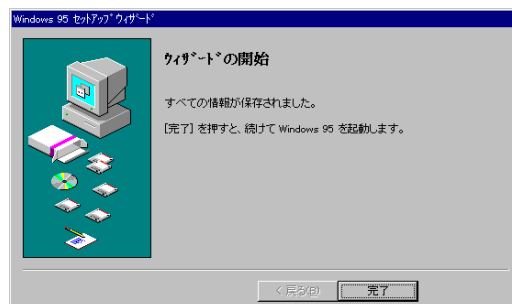 Windows 95 ｾｯﾄｱｯﾌﾟ ｳｨｻﾞｰﾄﾞ
ｳｨｻﾞｰﾄﾞの開始
すべての情報が保存されました。
[完了] を押すと、続けて Windows 95 を起動します。
< 戻る(B)
完了